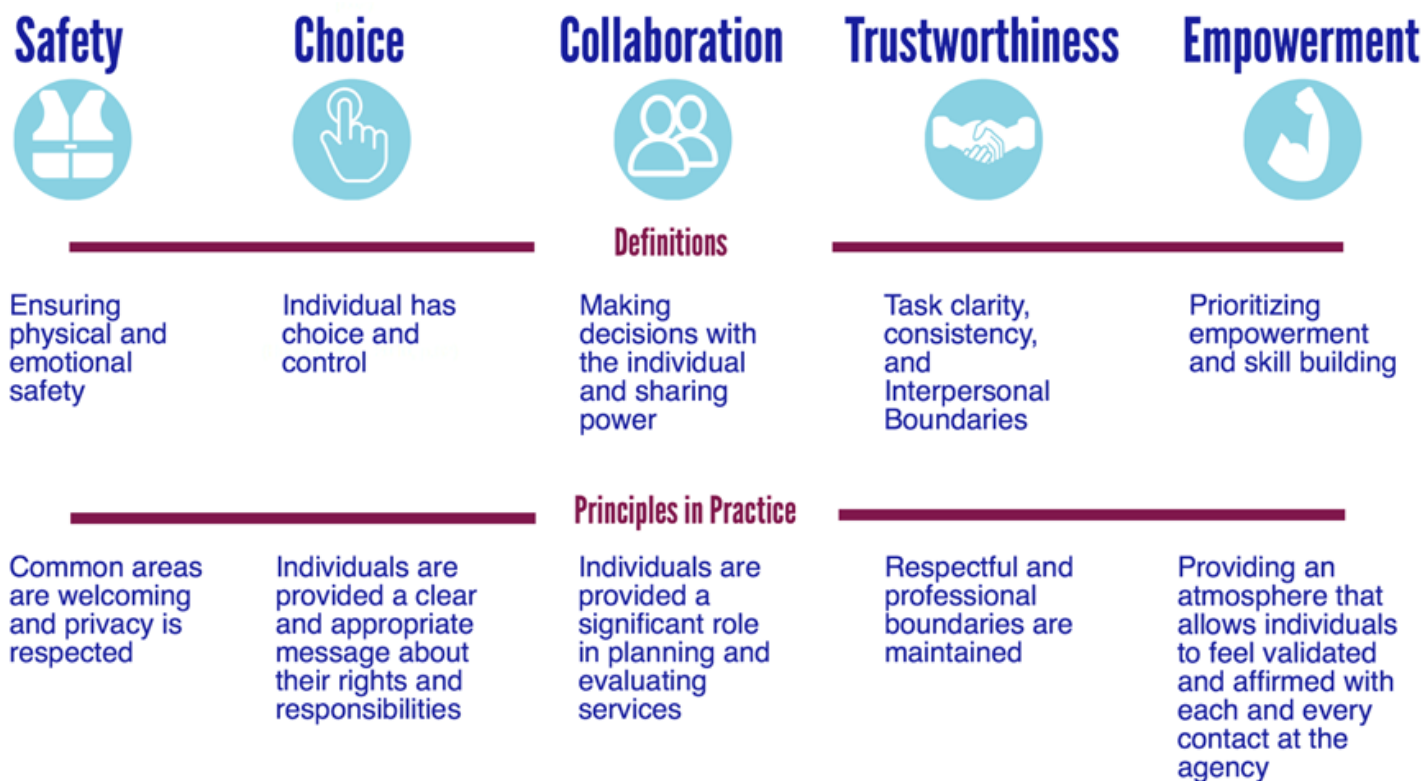 Safety
Choice
Collaboration
Trustworthiness
Empowerment
Definitions
Ensuring
physical and
emotional
safety
Individual has
choice and
control
Making
decisions with
the individual
and sharing
power
Task clarity,
consistency,
and
Interpersonal
Boundaries
Prioritizing
empowerment
and skill building
Principles in Practice
Common areas
are welcoming
and privacy is
respected
Individuals are
provided a clear
and appropriate
message about
their rights and
responsibilities
Individuals are
provided a
significant role
in planning and
evaluating
services
Respectful and
professional
boundaries are
maintained
Providing an
atmosphere that
allows individuals
to feel validated
and affirmed with
each and every
contact at the
agency